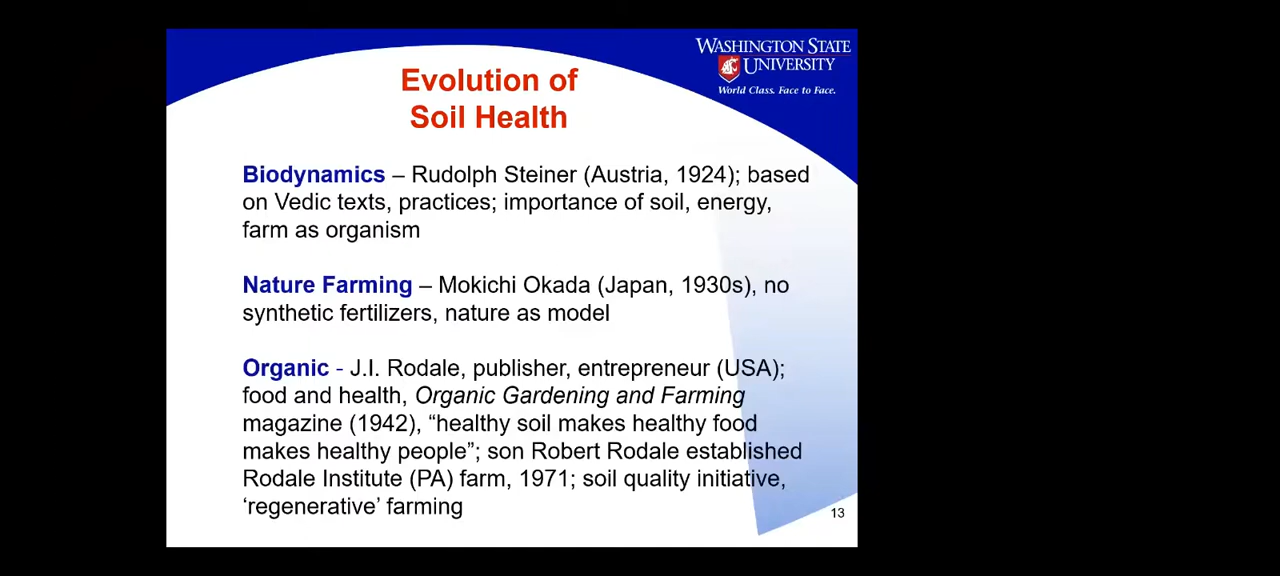 WASHINGTON STATE
UNIVERSITY
World Class. Face to Face.
Evolution of
Soil Health
Biodynamics – Rudolph Steiner (Austria, 1924); based
on Vedic texts, practices; importance of soil, energy,
farm as organism
Nature Farming – Mokichi Okada (Japan, 1930s), no
synthetic fertilizers, nature as model
Organic - J.I. Rodale, publisher, entrepreneur (USA);
food and health, Organic Gardening and Farming
magazine (1942), “healthy soil makes healthy food
makes healthy people”; son Robert Rodale established
Rodale Institute (PA) farm, 1971; soil quality initiative,
‘regenerative’ farming
13